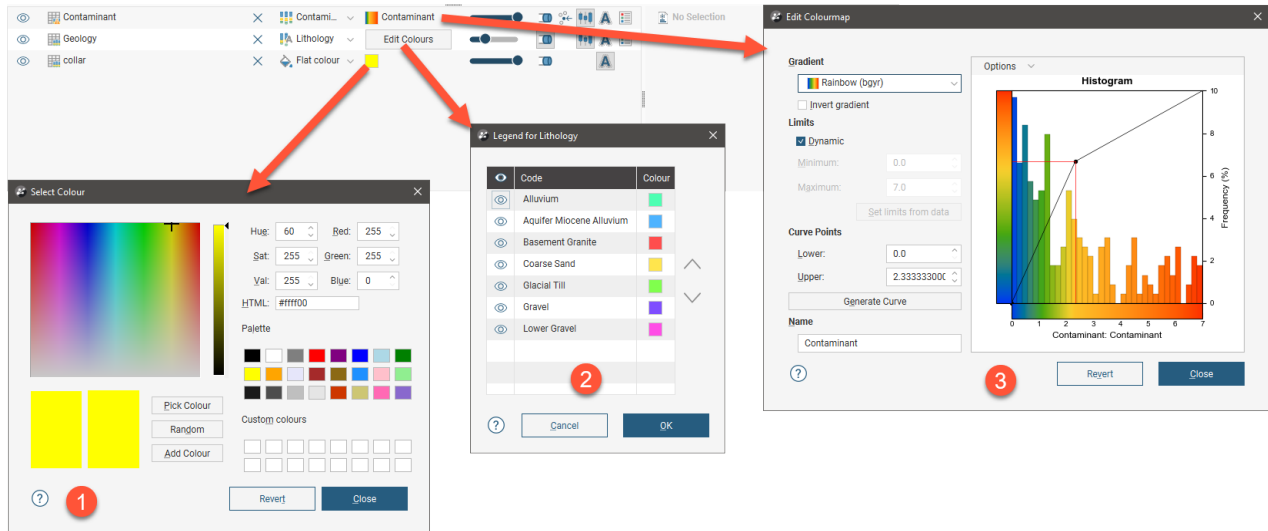 Contaminant
Contami...
Contaminant
A
No Selection
Geology
Lithology
Edit Colours
A
collar
Flat colour
A
Select Colour
Hue: 60
Red: 255
Sat: 255
Green: 255
Val: 255
Blue: 0
HTML: #ffff00
Palette
Pick Colour
Random
Add Colour
Custom colours
?
1
Revert
Close
Legend for Lithology
Code
Colour
Alluvium
Aquifer Miocene Alluvium
Basement Granite
Coarse Sand
Glacial Till
Gravel
Lower Gravel
2
?
Cancel
OK
Edit Colourmap
Gradient
Rainbow (bgyr)
Invert gradient
Limits
Dynamic
Minimum: 0.0
Maximum: 7.0
Set limits from data
Curve Points
Lower: 0.0
Upper: 2.33333300(
Generate Curve
Name
Contaminant
?
Options
Histogram
10
8
6
4
2
0
Frequency (%)
0 1 2 3 4 5 6 7
Contaminant: Contaminant
3
Revert
Close